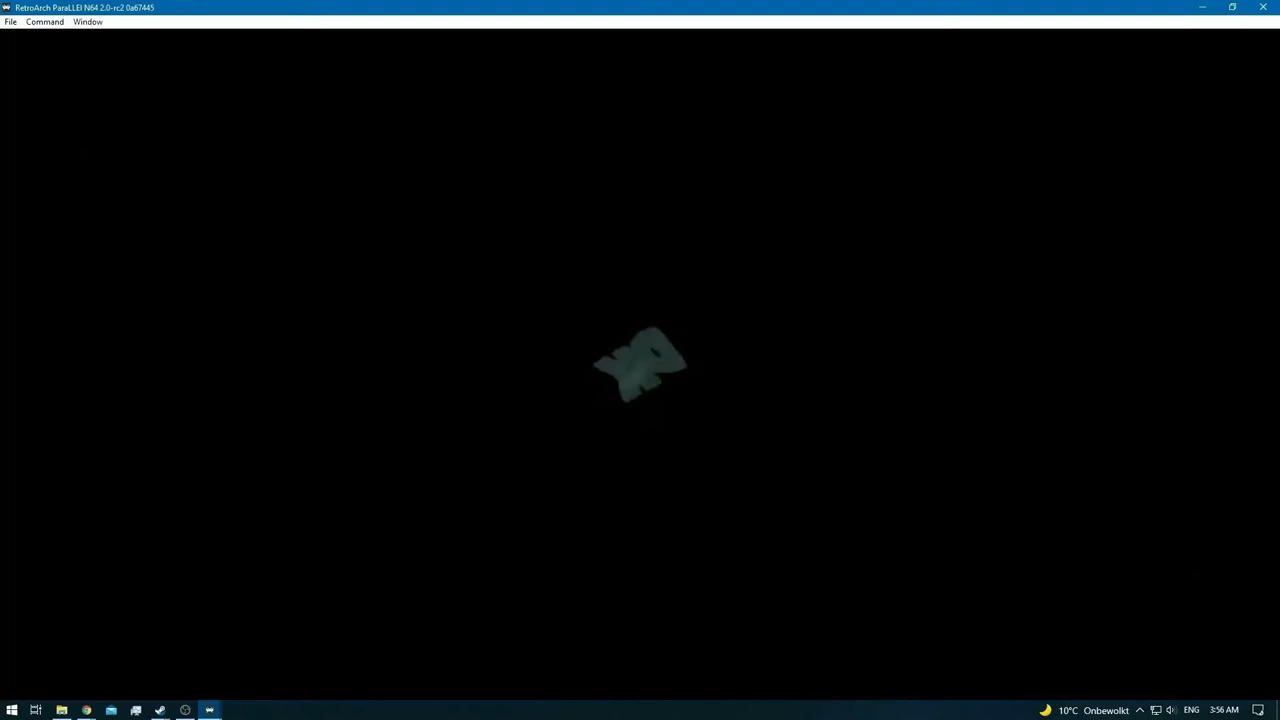 RetroArch ParaLLEl N64 2.0-rc2 0a67445
File Command Window
10°C Onbewolkt ENG 3:56 AM